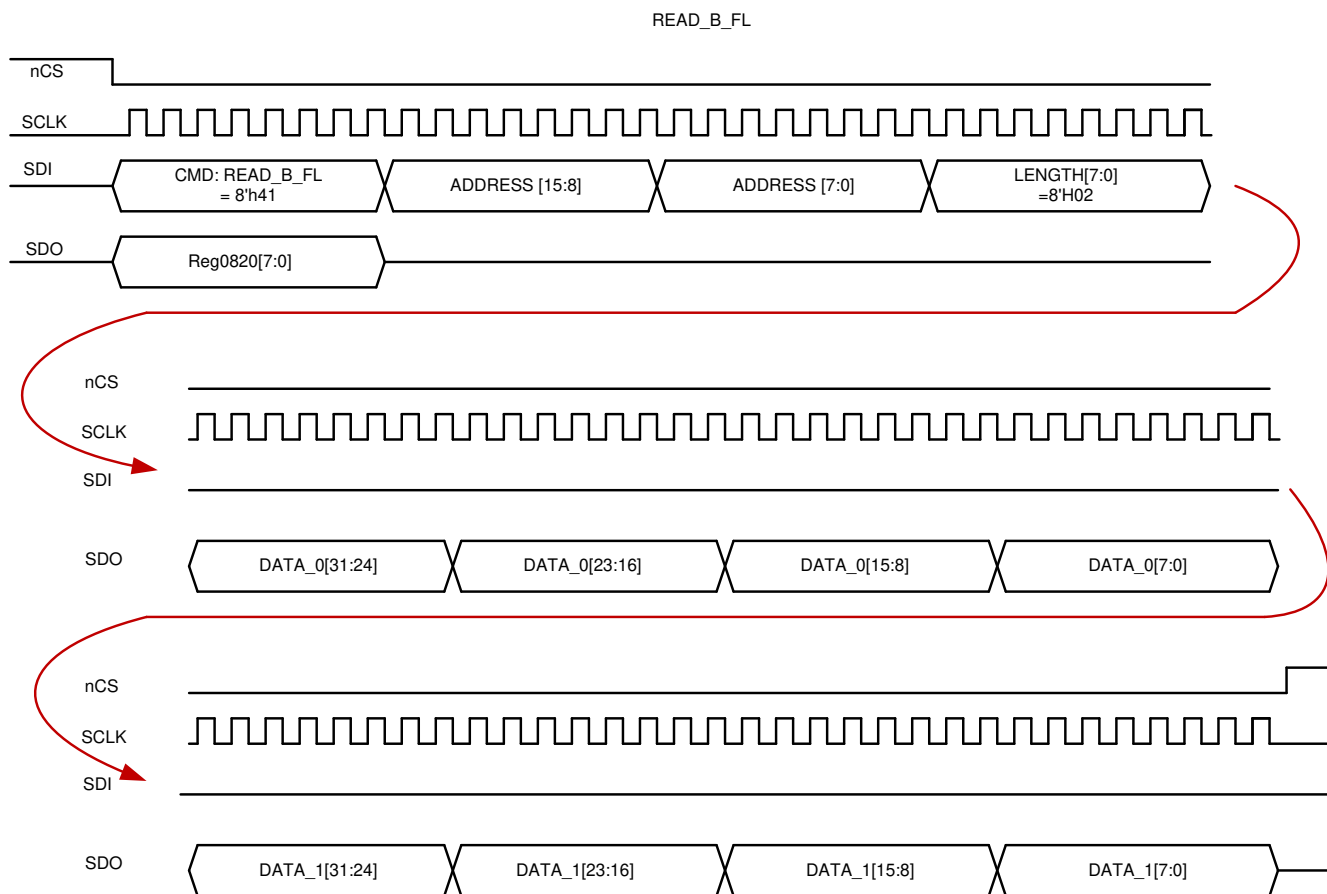 READ_B_FL
nCS
SCLK
SDI
CMD: READ_B_FL
= 8'h41
ADDRESS [15:8]
ADDRESS [7:0]
LENGTH[7:0]
=8'H02
SDO
Reg0820[7:0]
nCS
SCLK
SDI
SDO
DATA_0[31:24]
DATA_0[23:16]
DATA_0[15:8]
DATA_0[7:0]
nCS
SCLK
SDI
SDO
DATA_1[31:24]
DATA_1[23:16]
DATA_1[15:8]
DATA_1[7:0]